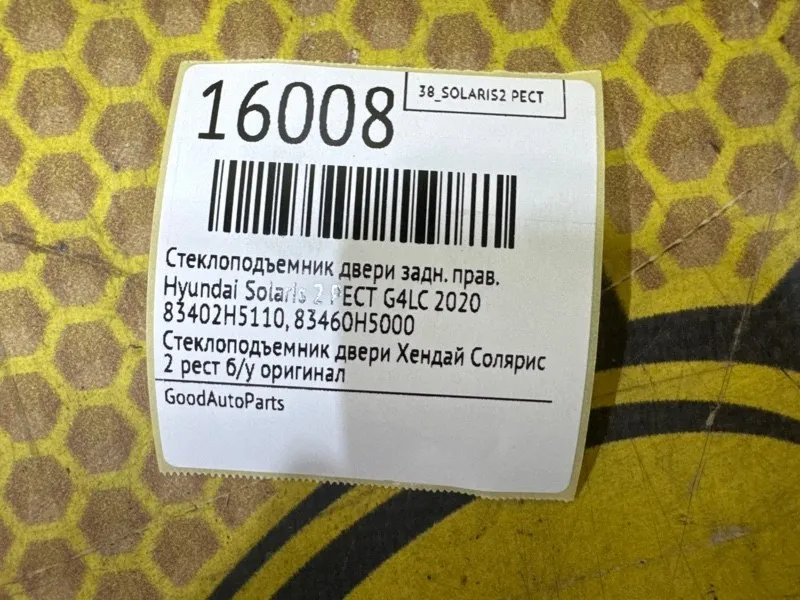 16008
38_SOLARIS2 РЕСТ
Стеклоподъемник двери задн. прав.
Hyundai Solaris 2 РЕСТ G4LC 2020
83402H5110, 83460H5000
Стеклоподъемник двери Хендай Солярис
2 рест б/у оригинал
GoodAutoParts